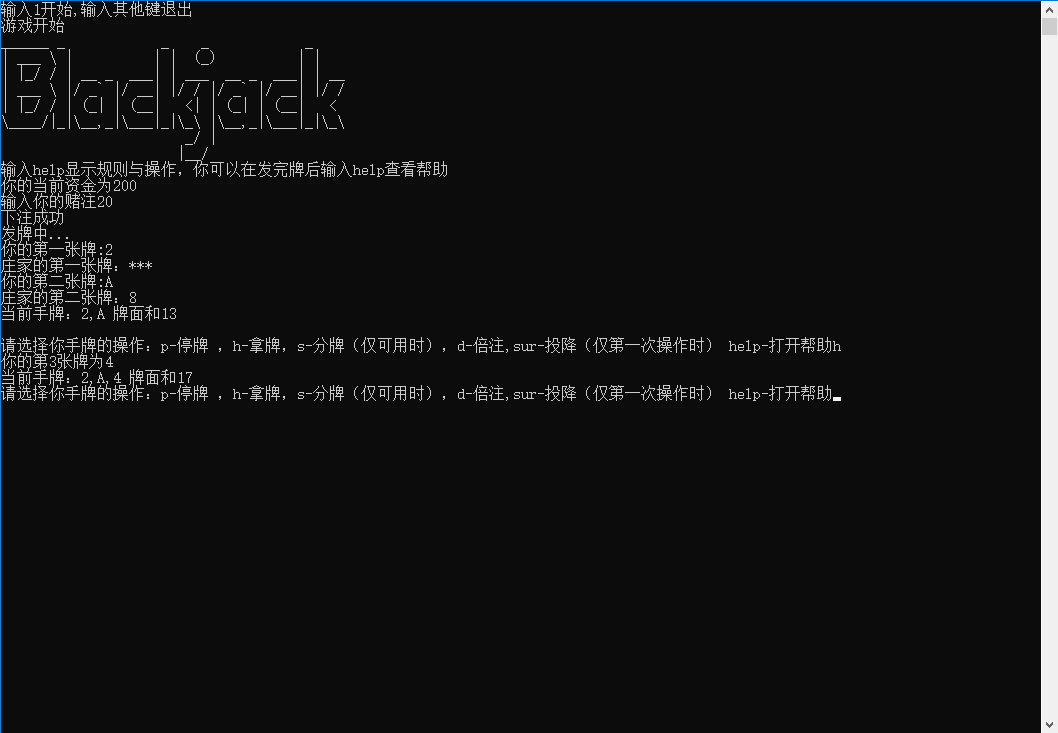 输入1开始,输入其他键退出
游戏开始
Blackjack
输入help显示规则与操作，你可以在发完牌后输入help查看帮助
你的当前资金为200
输入你的赌注20
下注成功
发牌中...
你的第一张牌:2
庄家的第一张牌：***
你的第二张牌:A
庄家的第二张牌：8
当前手牌：2,A 牌面和13
请选择你手牌的操作：p-停牌 ，h-拿牌，s-分牌（仅可用时），d-倍注,sur-投降（仅第一次操作时） help-打开帮助h
你的第3张牌为4
当前手牌：2,A,4 牌面和17
请选择你手牌的操作：p-停牌 ，h-拿牌，s-分牌（仅可用时），d-倍注,sur-投降（仅第一次操作时） help-打开帮助